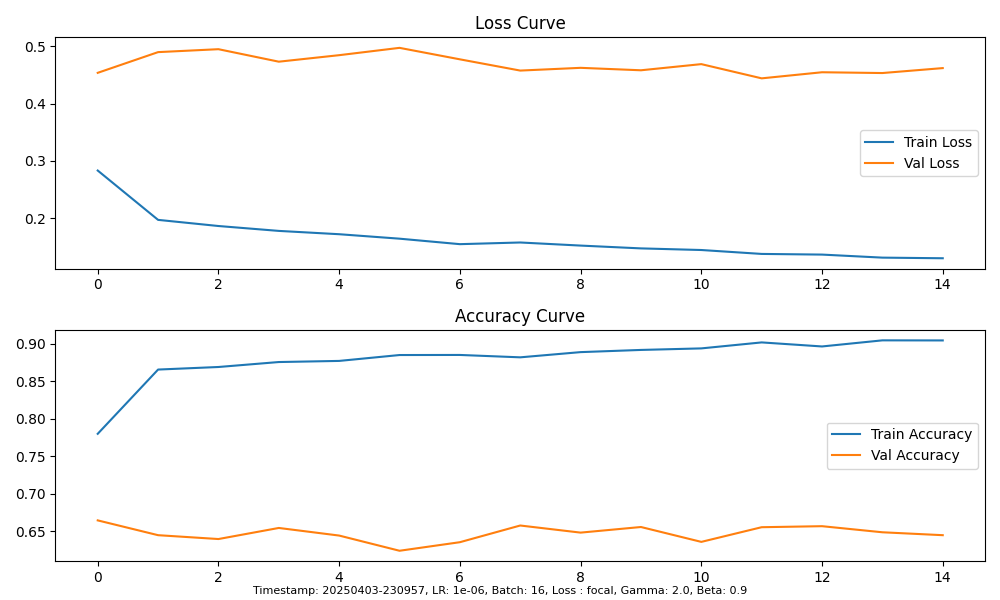 Loss Curve
0.5
0.4
0.3
0.2
Train Loss
Val Loss
0 2 4 6 8 10 12 14
Accuracy Curve
0.90
0.85
0.80
0.75
0.70
0.65
Train Accuracy
Val Accuracy
0 2 4 6 8 10 12 14
Timestamp: 20250403-230957, LR: 1e-06, Batch: 16, Loss : focal, Gamma: 2.0, Beta: 0.9